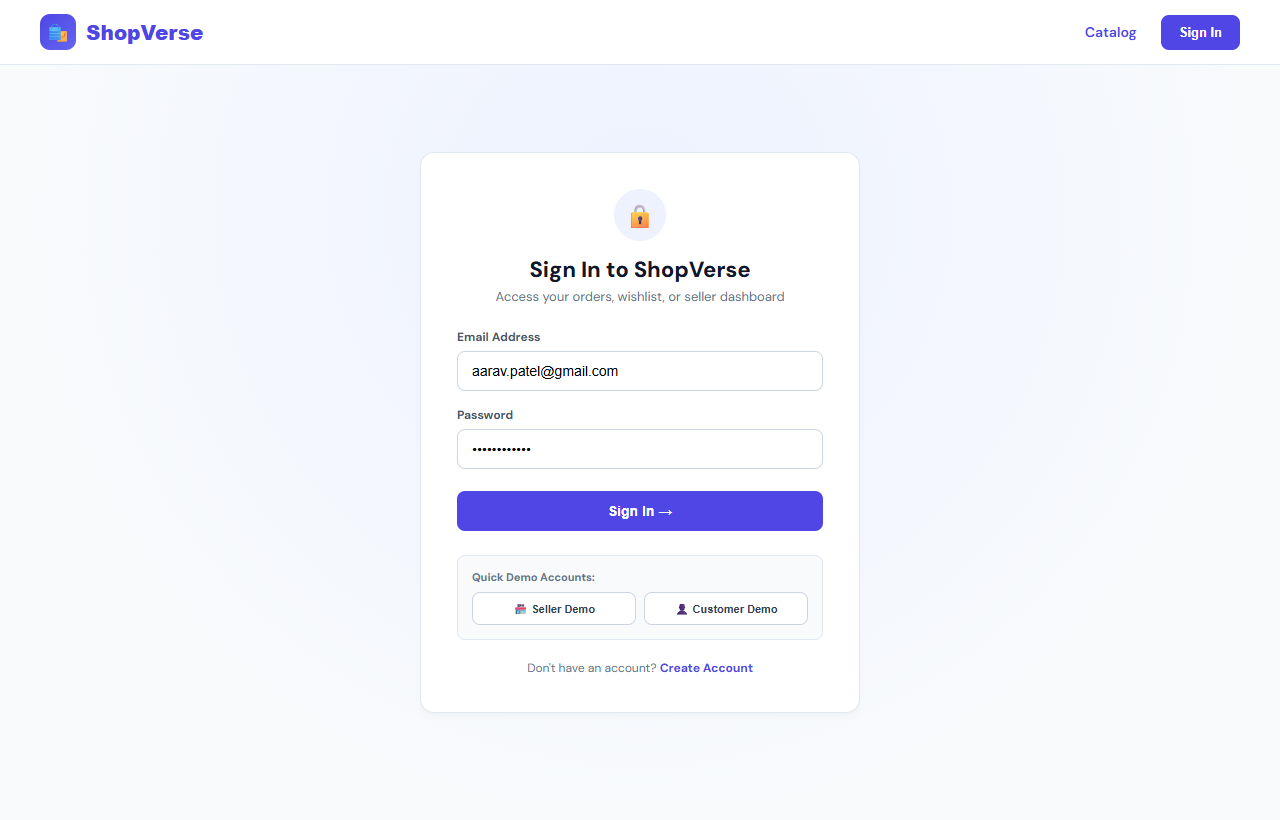 ShopVerse
Catalog
Sign In
Sign In to ShopVerse
Access your orders, wishlist, or seller dashboard
Email Address
aarav.patel@gmail.com
Password
••••••••••••
Sign In →
Quick Demo Accounts:
Seller Demo
Customer Demo
Don't have an account? Create Account